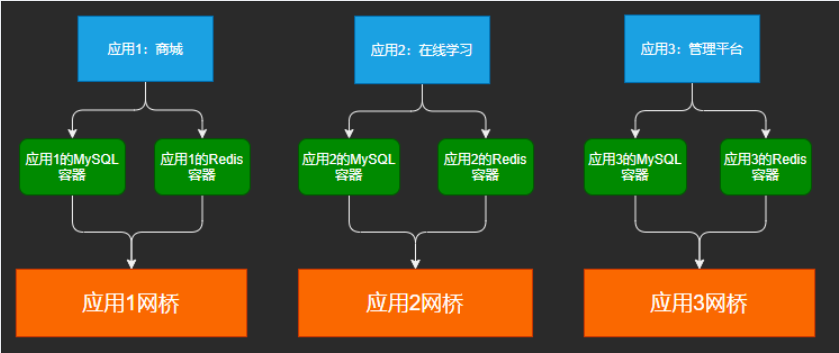 应用1：商城
应用2：在线学习
应用3：管理平台
应用1的MySQL
容器
应用1的Redis
容器
应用2的MySQL
容器
应用2的Redis
容器
应用3的MySQL
容器
应用3的Redis
容器
应用1网桥
应用2网桥
应用3网桥